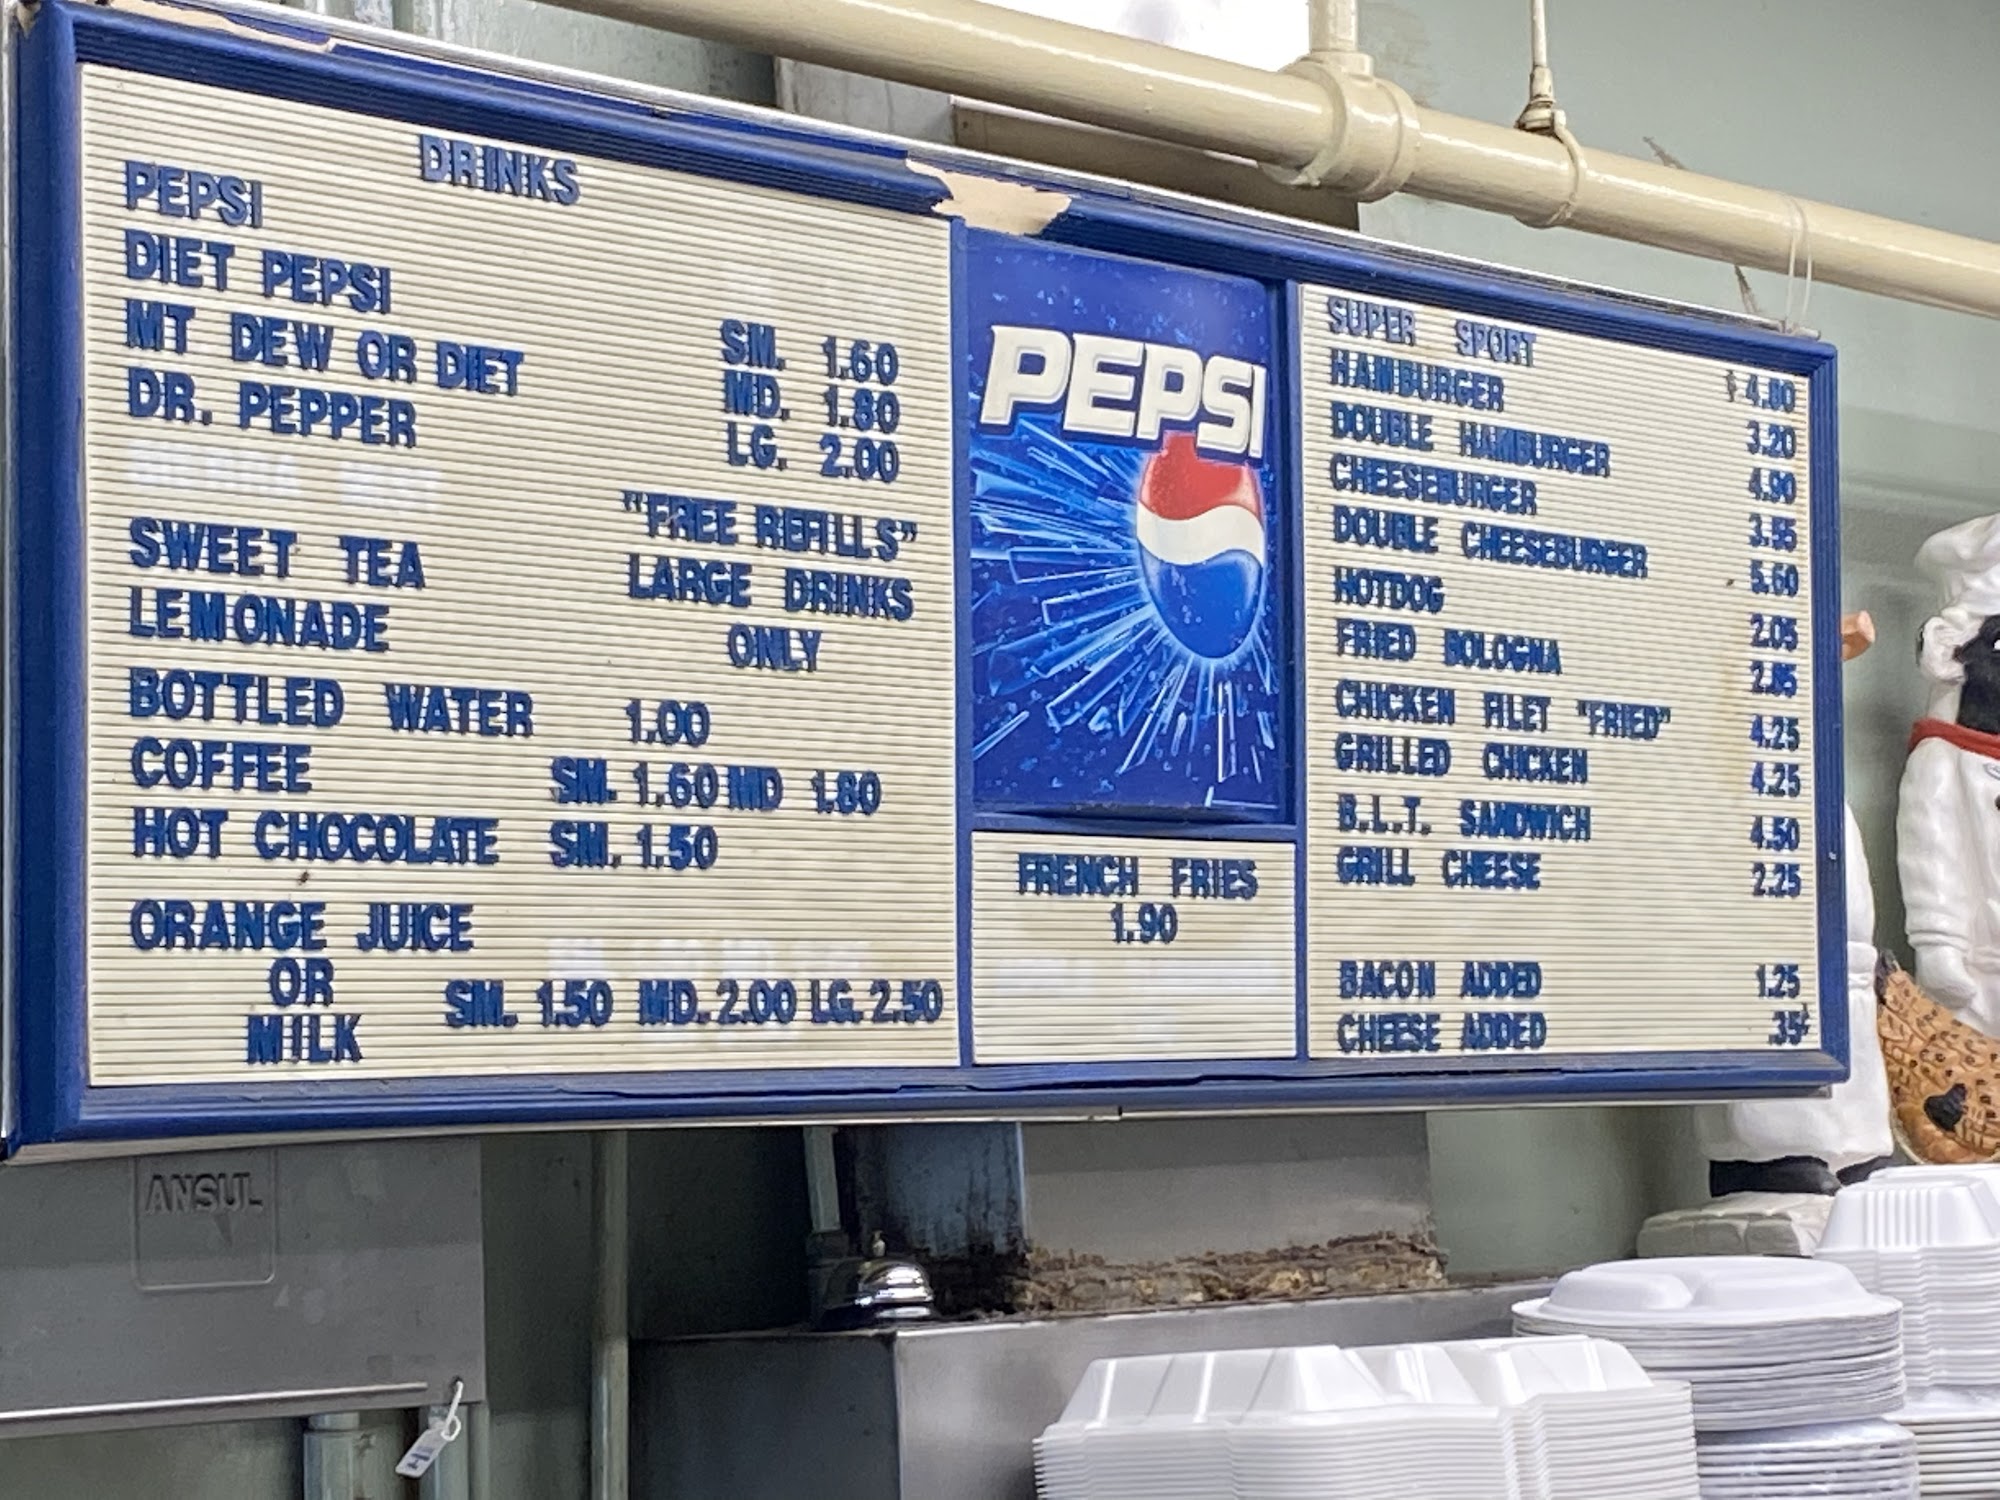 DRINKS
PEPSI
DIET PEPSI
MT DEW OR DIET
DR. PEPPER
SM. 1.60
MD. 1.80
LG. 2.00
"FREE REFILLS"
LARGE DRINKS
ONLY
SWEET TEA
LEMONADE
BOTTLED WATER 1.00
COFFEE SM. 1.60 MD 1.80
HOT CHOCOLATE SM. 1.50
ORANGE JUICE
OR
MILK
SM. 1.50 MD. 2.00 LG. 2.50
PEPSI
FRENCH FRIES
1.90
SUPER SPORT $4.80
HAMBURGER 3.20
DOUBLE HAMBURGER 4.90
CHEESEBURGER 3.55
DOUBLE CHEESEBURGER 5.60
HOTDOG 2.05
FRIED BOLOGNA 2.85
CHICKEN FILET "FRIED" 4.25
GRILLED CHICKEN 4.25
B.L.T. SANDWICH 4.50
GRILL CHEESE 2.25
BACON ADDED 1.25
CHEESE ADDED .35¢
ANSUL